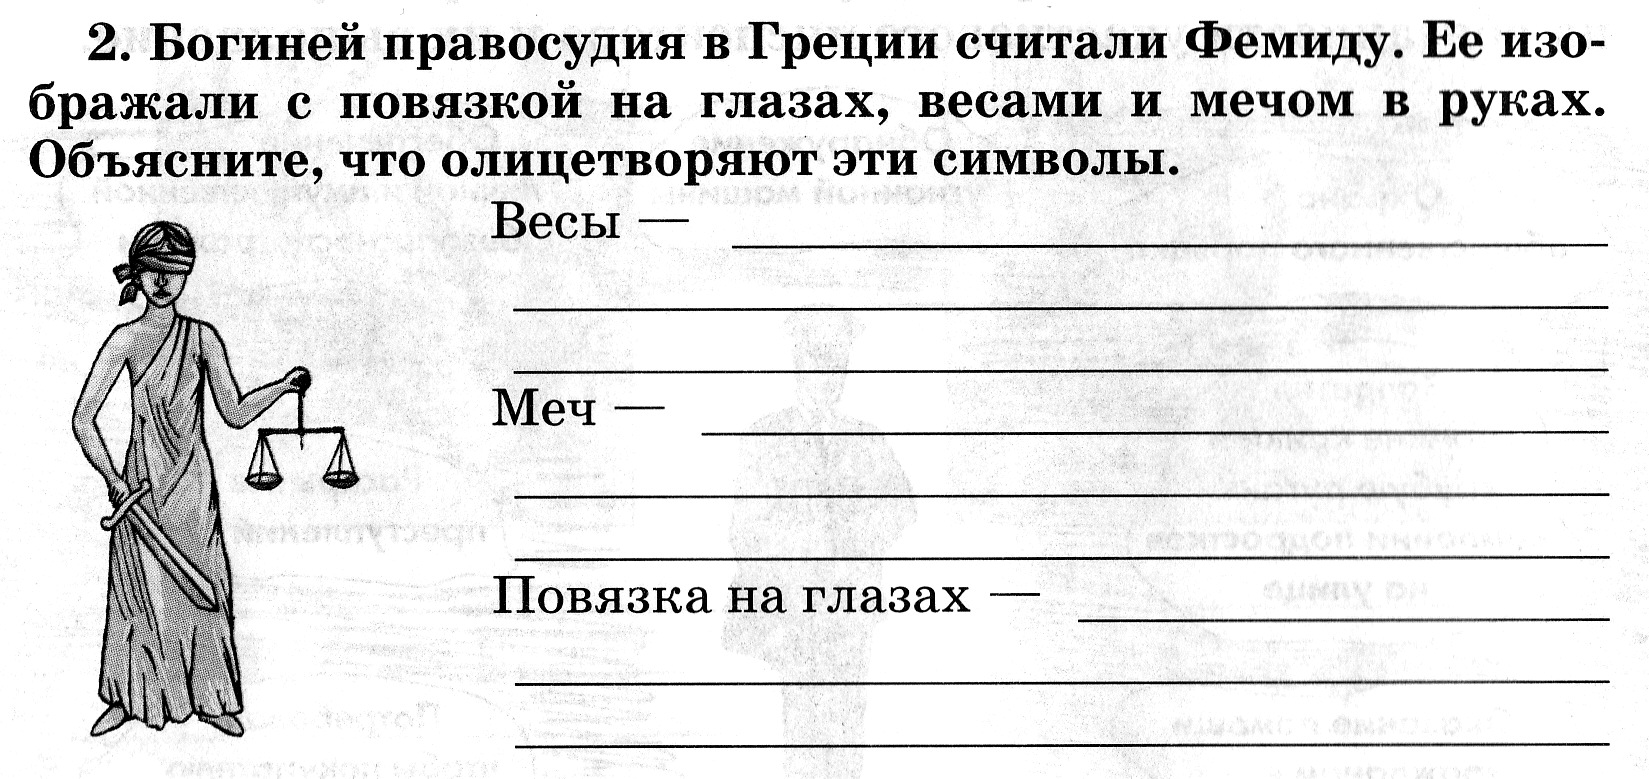 2. Богиней правосудия в Греции считали Фемиду. Ее изо-
бражали с повязкой на глазах, весами и мечом в руках.
Объясните, что олицетворяют эти символы.
Весы —
Меч —
Повязка на глазах —